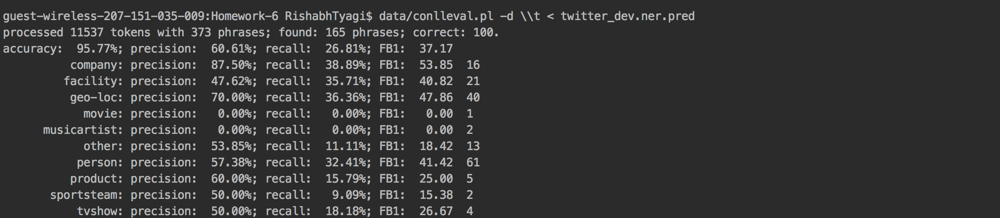 guest-wireless-207-151-035-009:Homework-6 RishabhTyagi$ data/conlleval.pl -d \\t < twitter_dev.ner.pred
processed 11537 tokens with 373 phrases; found: 165 phrases; correct: 100.
accuracy:  95.77%; precision:  60.61%; recall:  26.81%; FB1:  37.17
          company: precision:  87.50%; recall:  38.89%; FB1:  53.85  16
         facility: precision:  47.62%; recall:  35.71%; FB1:  40.82  21
          geo-loc: precision:  70.00%; recall:  36.36%; FB1:  47.86  40
            movie: precision:   0.00%; recall:   0.00%; FB1:   0.00  1
      musicartist: precision:   0.00%; recall:   0.00%; FB1:   0.00  2
            other: precision:  53.85%; recall:  11.11%; FB1:  18.42  13
           person: precision:  57.38%; recall:  32.41%; FB1:  41.42  61
          product: precision:  60.00%; recall:  15.79%; FB1:  25.00  5
       sportsteam: precision:  50.00%; recall:   9.09%; FB1:  15.38  2
           tvshow: precision:  50.00%; recall:  18.18%; FB1:  26.67  4